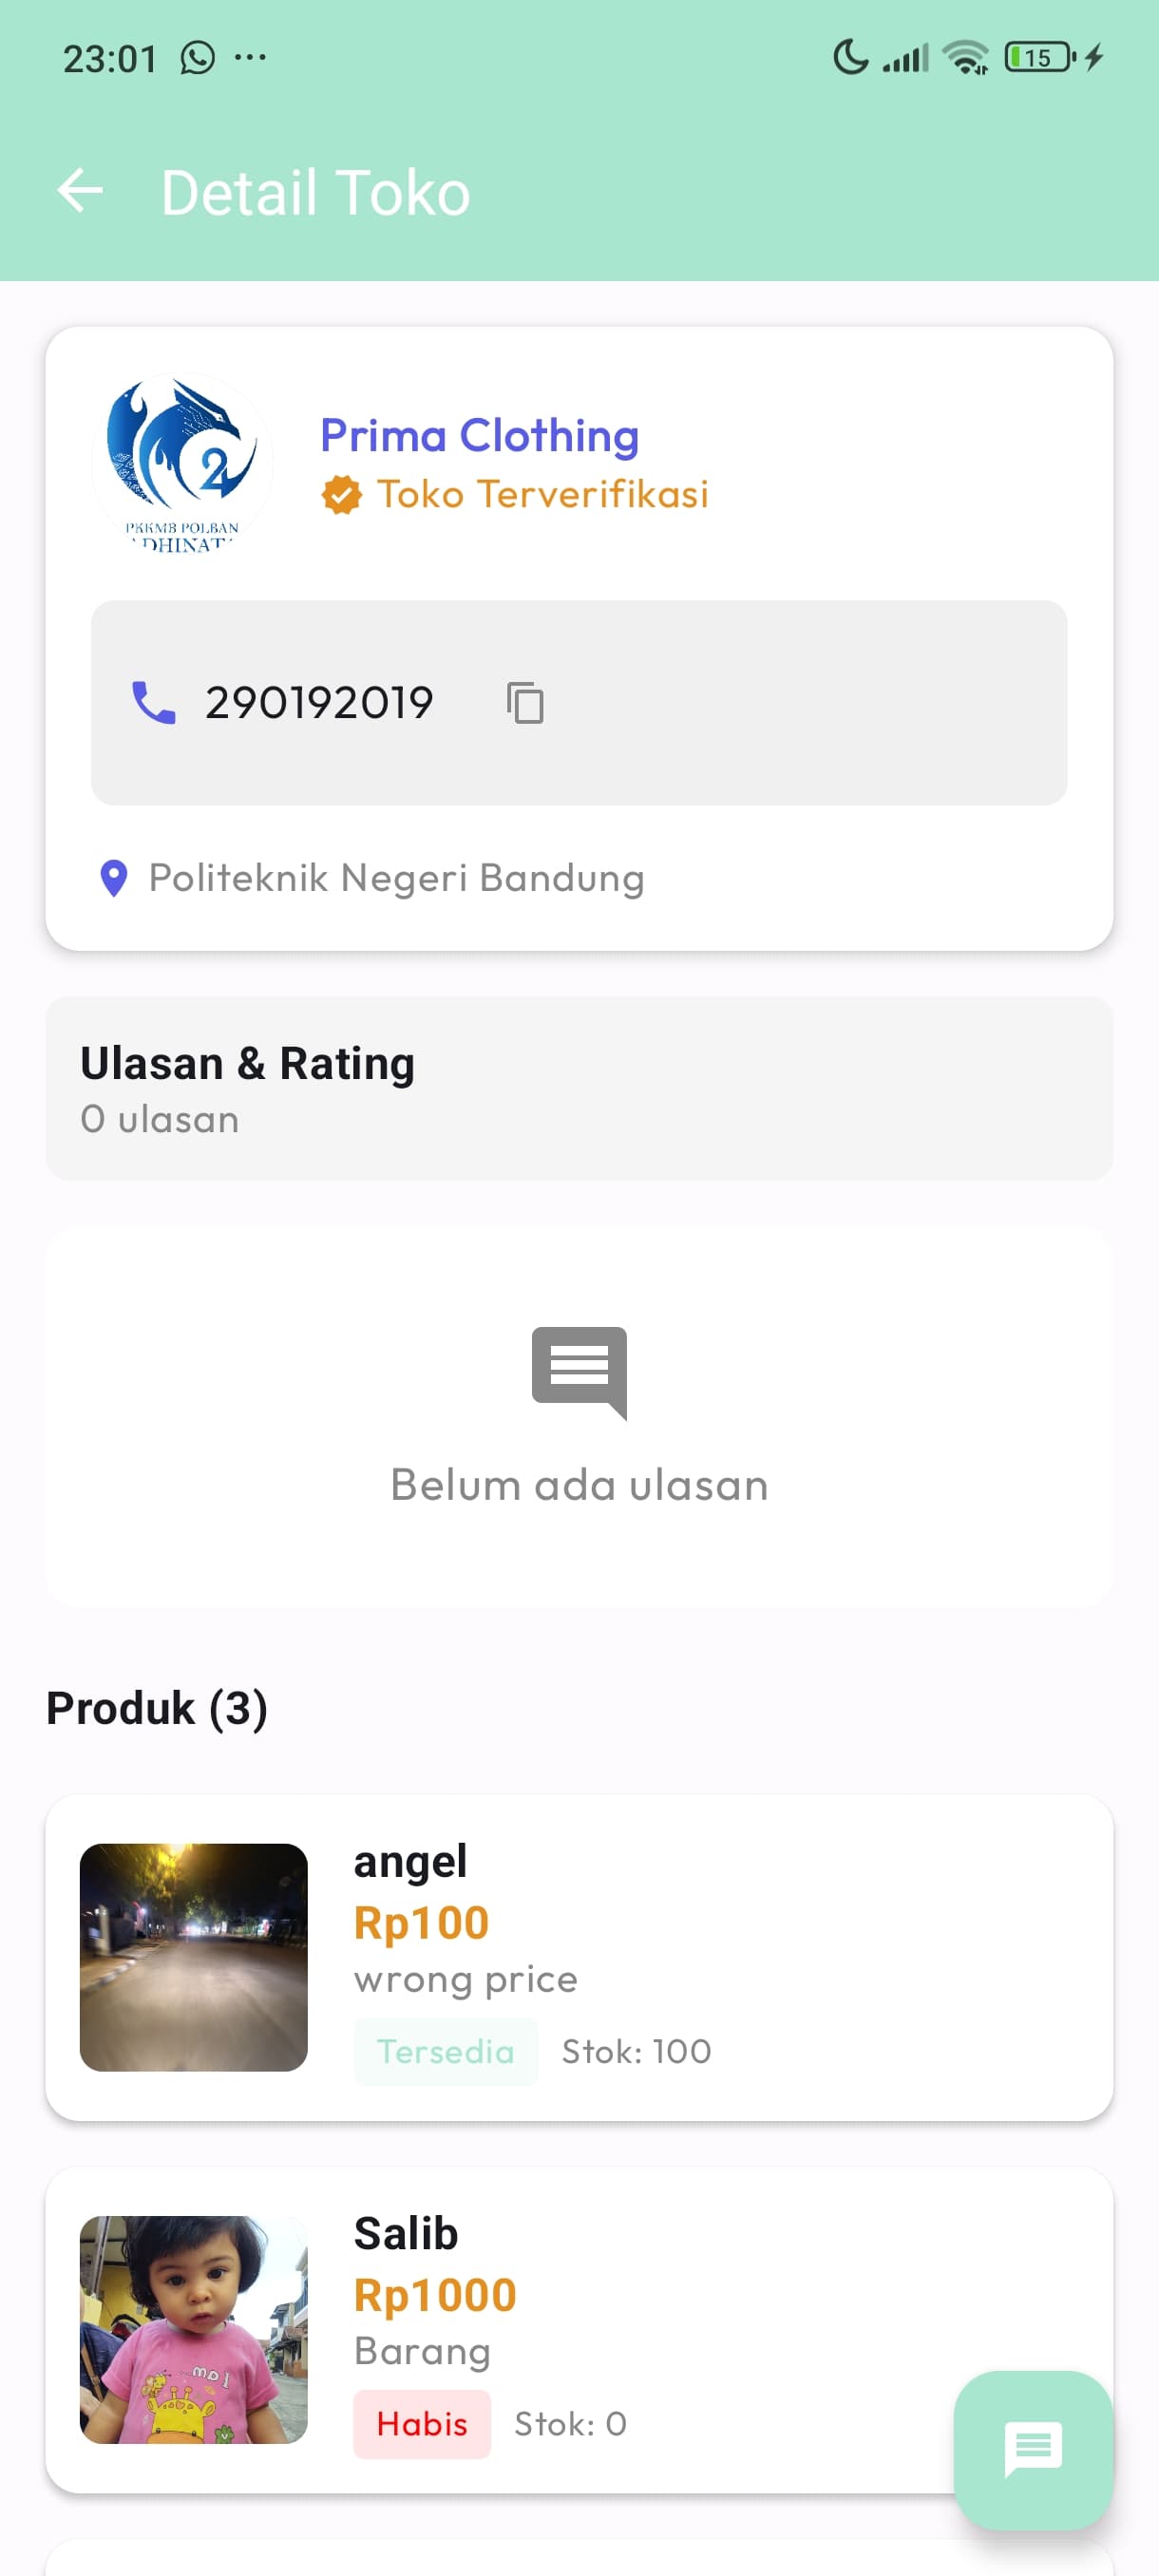 23:01
15
Detail Toko
2
PKKMB POLBAN
Prima Clothing
Toko Terverifikasi
290192019
Politeknik Negeri Bandung
Ulasan & Rating
0 ulasan
Belum ada ulasan
Produk (3)
angel
Rp100
wrong price
Tersedia
Stok: 100
Salib
Rp1000
Barang
Habis
Stok: 0